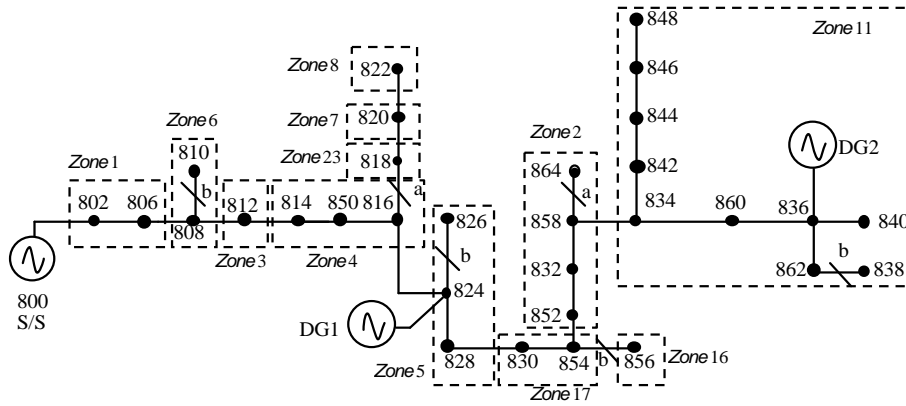 848
Zone 11
Zone 8
822
846
Zone 7
820
844
Zone 6
Zone 2
DG2
Zone 1
810
Zone 23
818
864
842
b
a
a
802
806
812
814
850
816
826
858
834
860
836
840
808
b
832
862
b
838
Zone 3
Zone 4
824
800
S/S
DG1
852
828
830
854
b
856
Zone 5
Zone 16
Zone 17